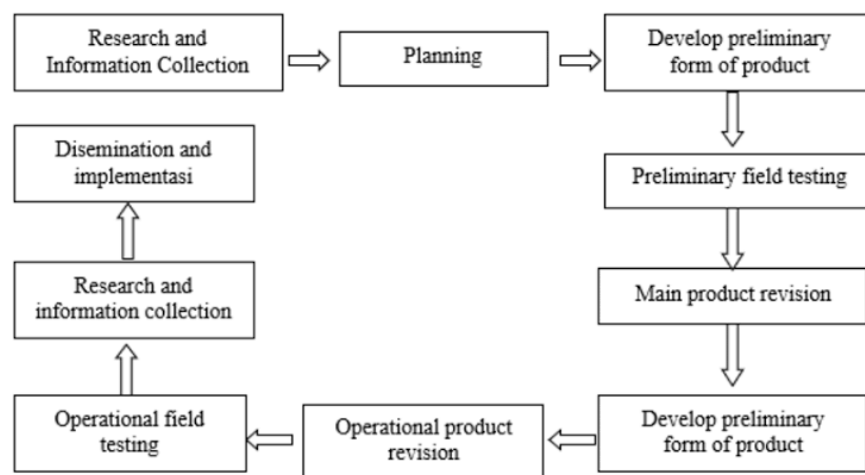 Research and
Information Collection
Planning
Develop preliminary
form of product
Preliminary field testing
Main product revision
Develop preliminary
form of product
Operational product
revision
Operational field
testing
Research and
information collection
Disemination and
implementasi